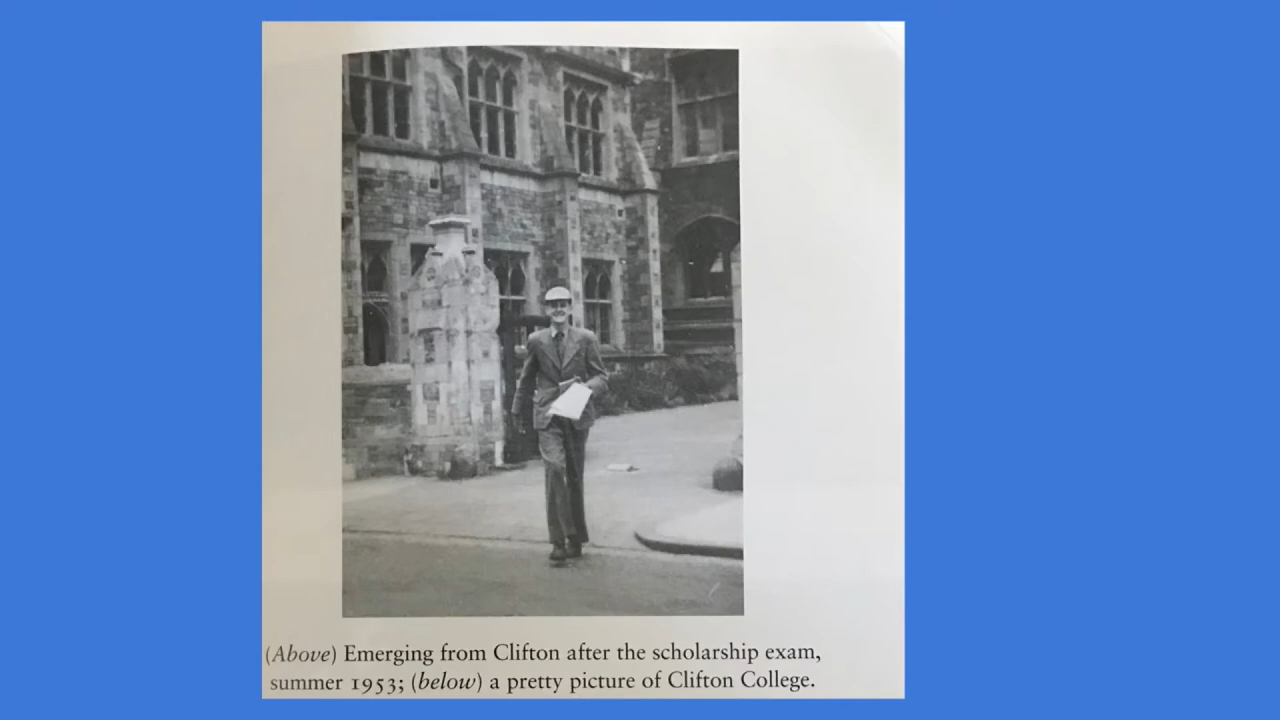 (Above) Emerging from Clifton after the scholarship exam,
summer 1953; (below) a pretty picture of Clifton College.